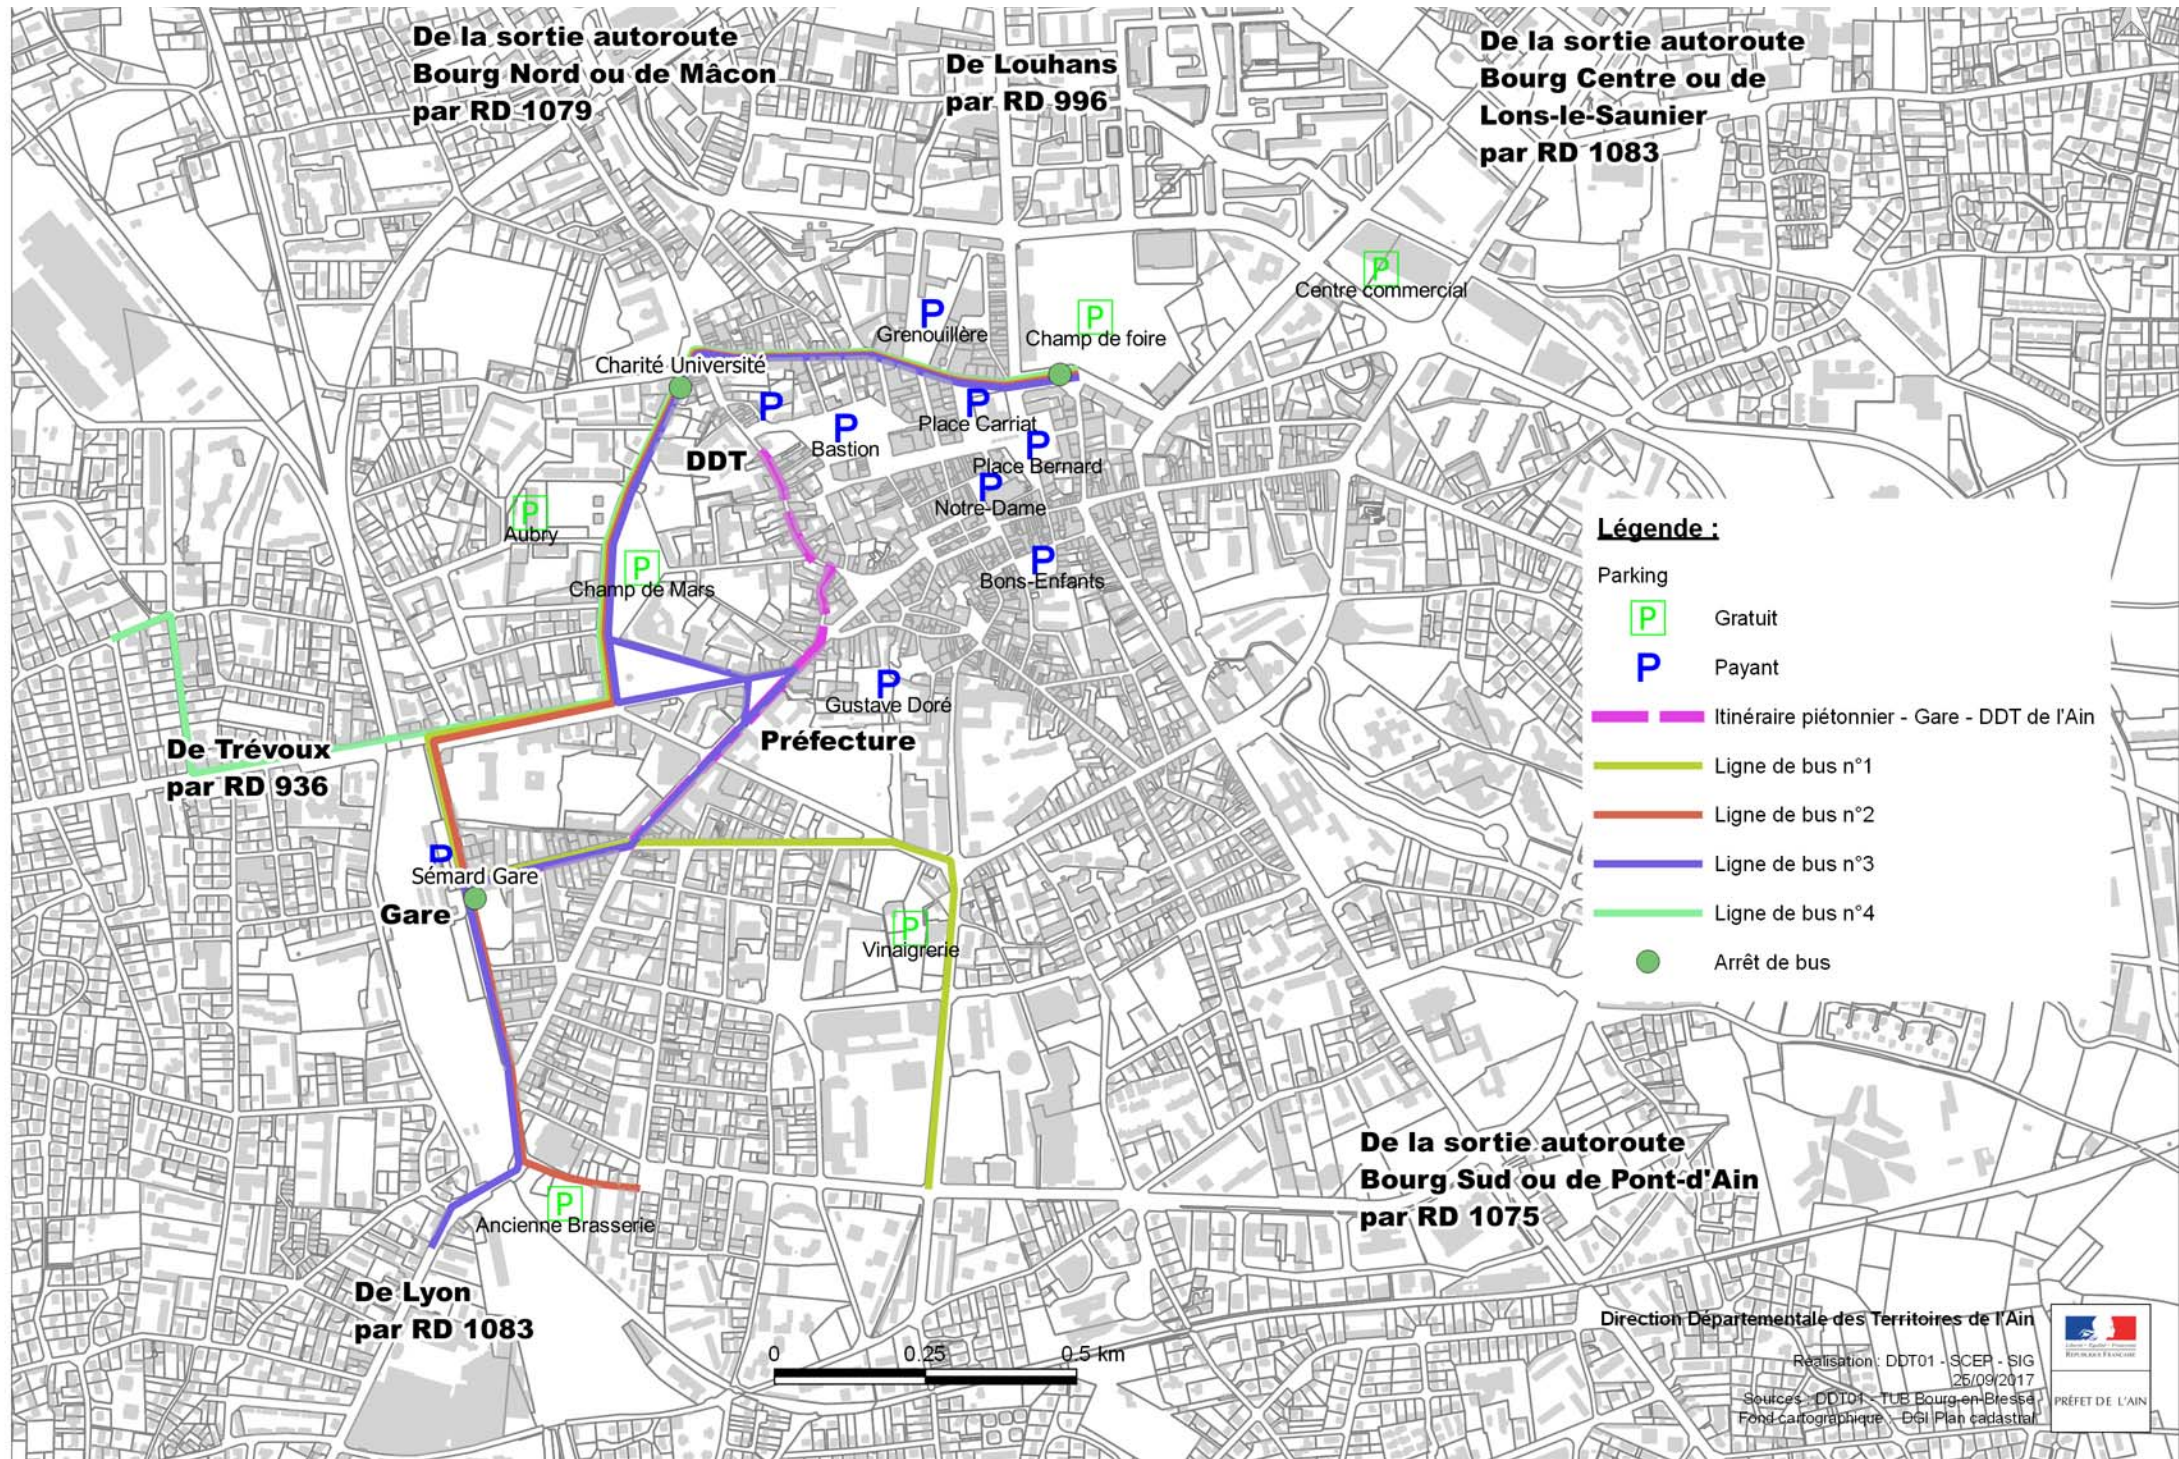 De la sortie autoroute
Bourg Nord ou de Mâcon
par RD 1079
De Louhans
par RD 996
De la sortie autoroute
Bourg Centre ou de
Lons-le-Saunier
par RD 1083
P
Centre commercial
P
Grenouillère
P
Champ de foire
Charité Université
P
P
Bastion
P
Place Carriat
P
Place Bernard
DDT
P
Notre-Dame
P
Aubry
P
Champ de Mars
P
Bons-Enfants
P
Gustave Doré
Préfecture
De Trévoux
par RD 936
P
Sémard Gare
Gare
P
Vinaigrerie
P
Ancienne Brasserie
De Lyon
par RD 1083
De la sortie autoroute
Bourg Sud ou de Pont-d'Ain
par RD 1075
Légende :
Parking
P Gratuit
P Payant
Itinéraire piétonnier - Gare - DDT de l'Ain
Ligne de bus n°1
Ligne de bus n°2
Ligne de bus n°3
Ligne de bus n°4
Arrêt de bus
0 0.25 0.5 km
Direction Départementale des Territoires de l'Ain
Réalisation : DDT01 - SCEP - SIG
25/09/2017
Sources : DDT01 - TUB Bourg-en-Bresse
Fond cartographique : DGI Plan cadastral
Liberté • Égalité • Fraternité
RÉPUBLIQUE FRANÇAISE
PRÉFET DE L'AIN